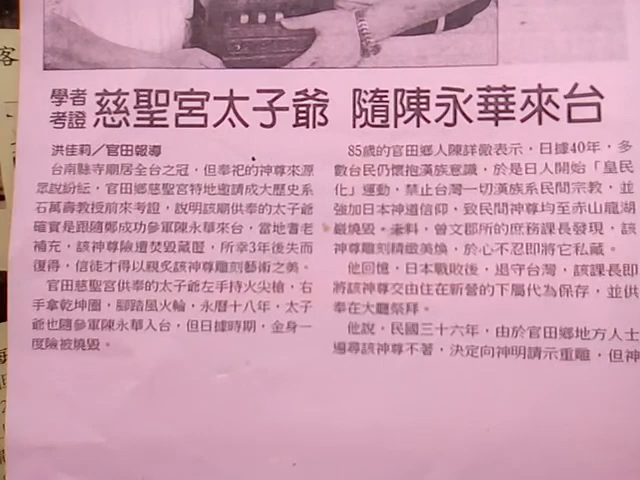 客
學者
考證
慈聖宮太子爺 隨陳永華來台
洪佳莉／官田報導
台南縣寺廟居全台之冠，但奉祀的神尊來源
眾說紛紜，官田鄉慈聖宮特地邀請成大歷史系
石萬壽教授前來考證，說明該廟供奉的太子爺
確實是跟隨鄭成功參軍陳永華來台，當地耆老
補充，該神尊險遭焚毀藏匿，所幸3年後失而
復得，信徒才得以親炙該神尊雕刻藝術之美。
官田慈聖宮供奉的太子爺左手持火尖槍，右
手拿乾坤圈，腳踏風火輪，永曆十八年，太子
爺也隨參軍陳永華入台，但日據時期，金身一
度險被燒毀。
85歲的官田鄉人陳詳徽表示，日據40年，多
數台民仍懷抱漢族意識，於是日人開始「皇民
化」運動，禁止台灣一切漢族系民間宗教，並
強加日本神道信仰，致民間神尊均至赤山龍湖
巖燒毀。未料，曾文郡所的庶務課長發現，該
神尊雕刻精緻美煥，於心不忍即將它私藏。
他回憶，日本戰敗後，退守台灣，該課長即
將該神尊交由住在新營的下屬代為保存，並供
奉在大廳祭拜。
他說，民國三十六年，由於官田鄉地方人士
遍尋該神尊不著，決定向神明請示重雕，但神